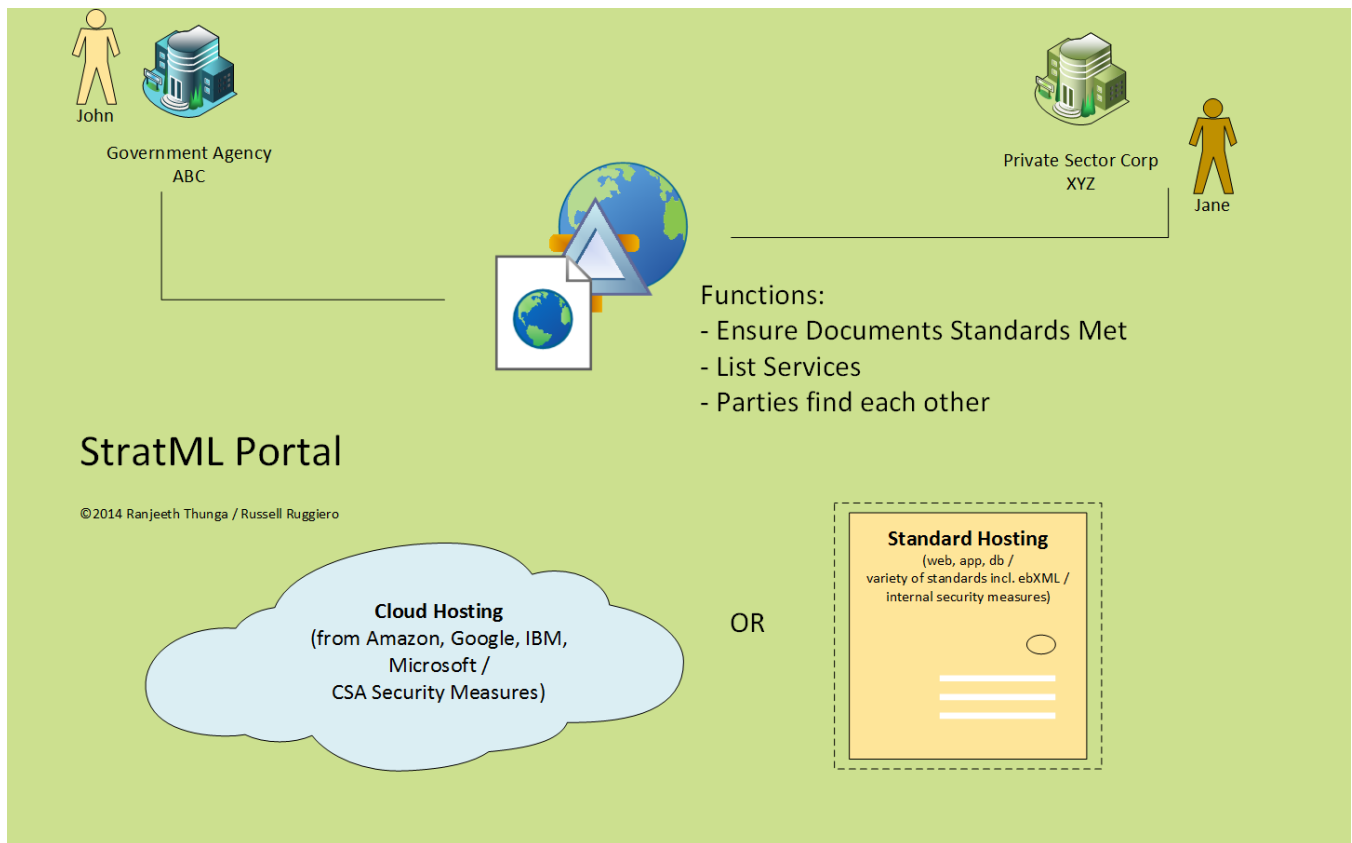 John
Government Agency
ABC
Private Sector Corp
XYZ
Jane
Functions:
- Ensure Documents Standards Met
- List Services
- Parties find each other
StratML Portal
©2014 Ranjeeth Thunga / Russell Ruggiero
Cloud Hosting
(from Amazon, Google, IBM,
Microsoft /
CSA Security Measures)
OR
Standard Hosting
(web, app, db /
variety of standards incl. ebXML /
internal security measures)